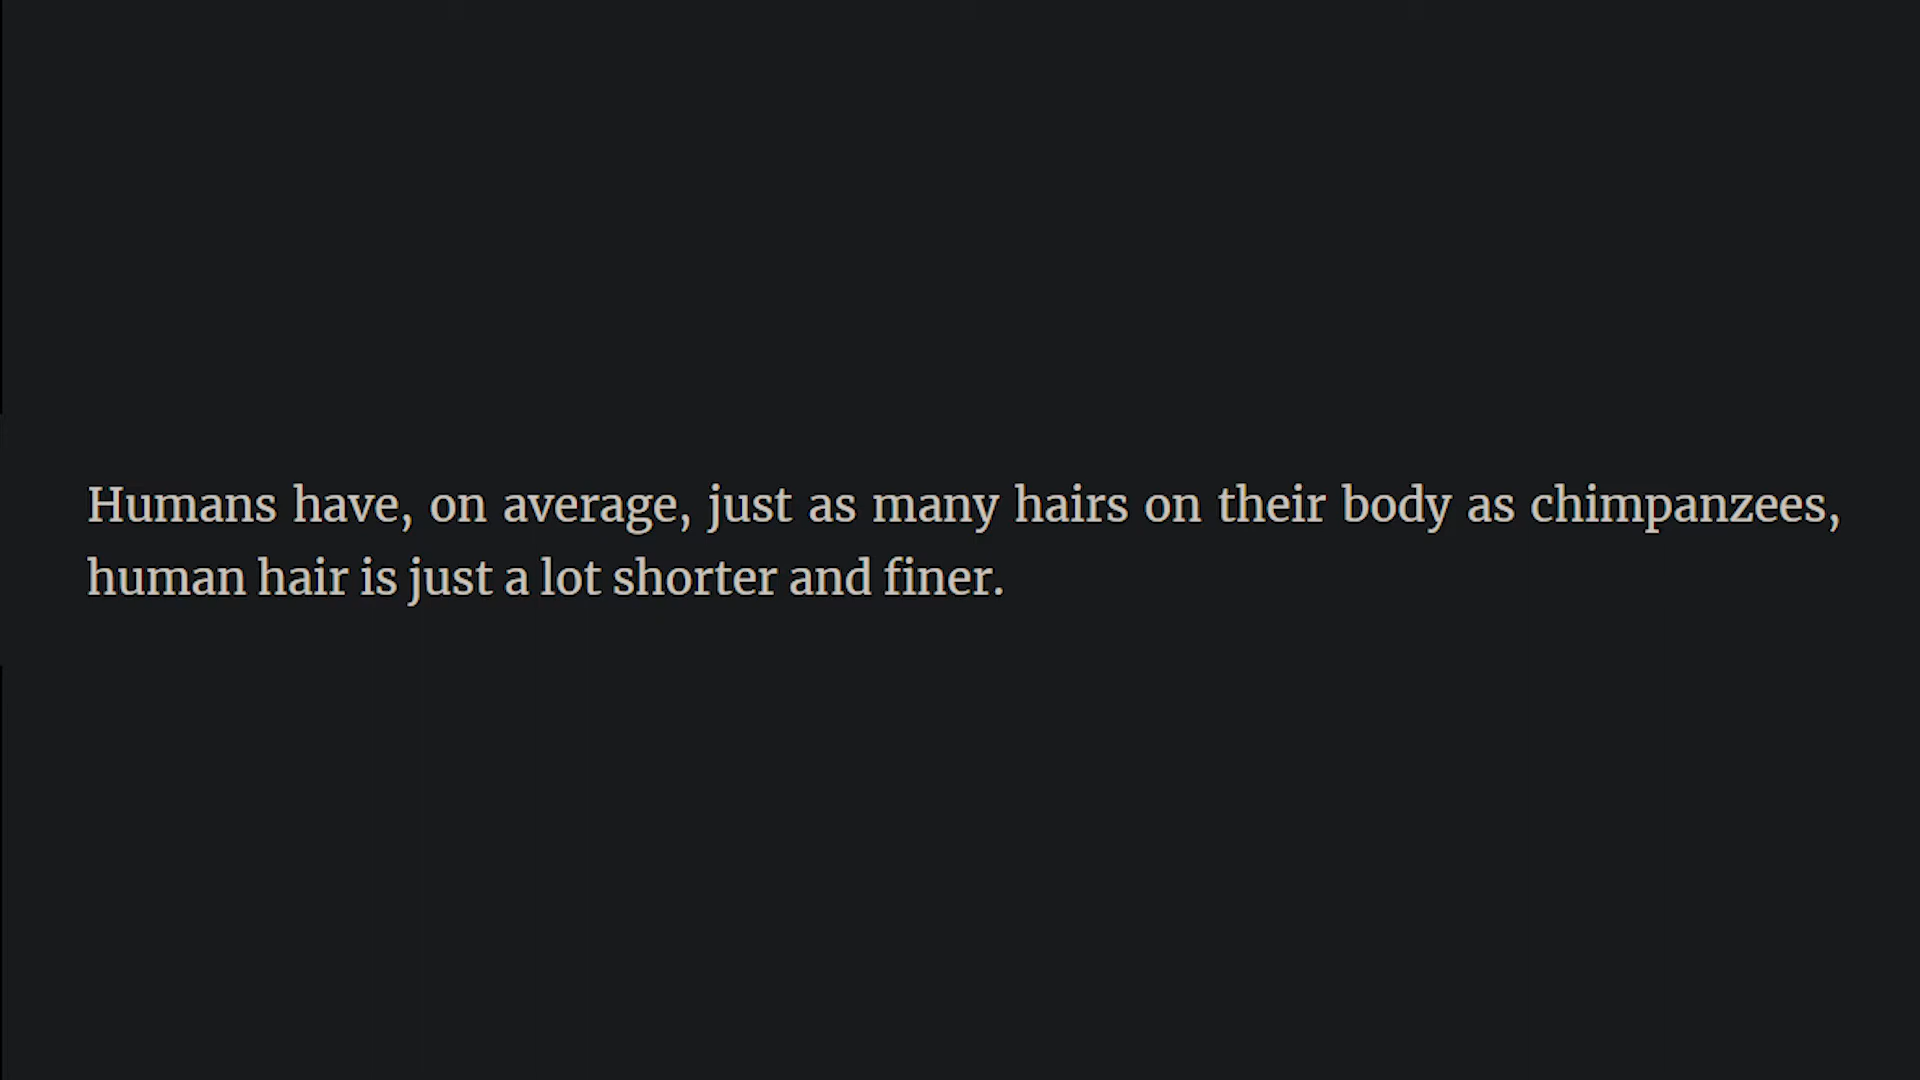 Humans have, on average, just as many hairs on their body as chimpanzees,
human hair is just a lot shorter and finer.